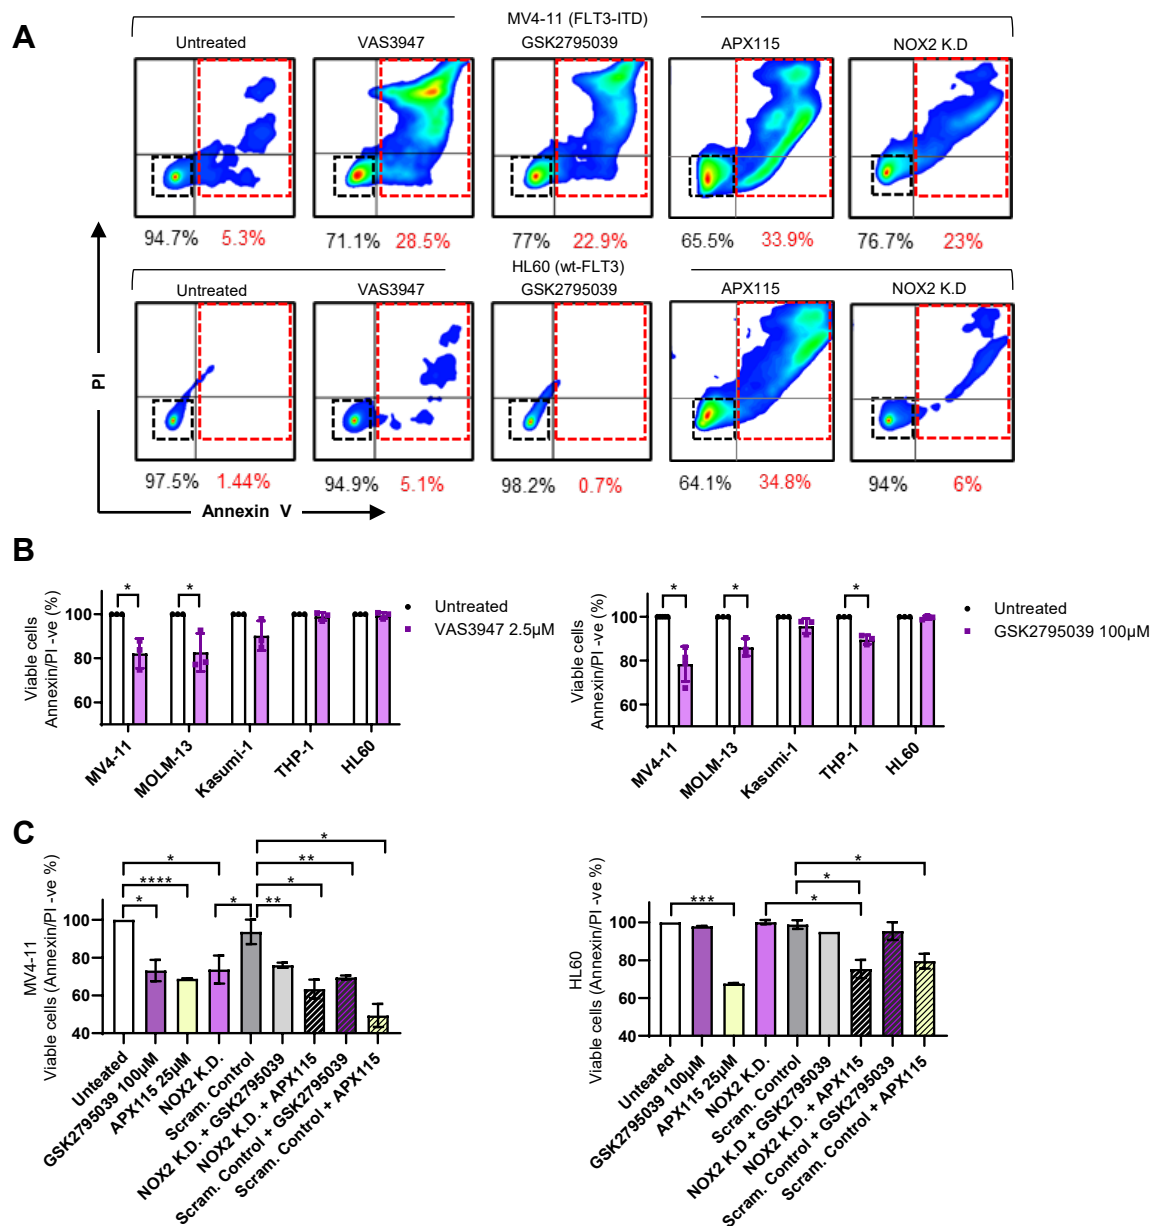 A
MV4-11 (FLT3-ITD)
Untreated VAS3947 GSK2795039 APX115 NOX2 K.D
94.7% 5.3% 71.1% 28.5% 77% 22.9% 65.5% 33.9% 76.7% 23%
HL60 (wt-FLT3)
Untreated VAS3947 GSK2795039 APX115 NOX2 K.D
PI
97.5% 1.44% 94.9% 5.1% 98.2% 0.7% 64.1% 34.8% 94% 6%
Annexin V
B
Viable cells
Annexin/PI -ve (%)
100
80
60
* *
Untreated
VAS3947 2.5µM
MV4-11
MOLM-13
Kasumi-1
THP-1
HL60
Viable cells
Annexin/PI -ve (%)
100
80
60
* * *
Untreated
GSK2795039 100µM
MV4-11
MOLM-13
Kasumi-1
THP-1
HL60
C
MV4-11
Viable cells (Annexin/PI -ve %)
100
80
60
40
*
* **
**** *
* * **
Unteated
GSK2795039 100µM
APX115 25µM
NOX2 K.D.
Scram. Control
NOX2 K.D. + GSK2795039
NOX2 K.D. + APX115
Scram. Control + GSK2795039
Scram. Control + APX115
HL60
Viable cells (Annexin/PI -ve %)
100
80
60
40
*
*
*** *
Unteated
GSK2795039 100µM
APX115 25µM
NOX2 K.D.
Scram. Control
NOX2 K.D + GSK2795039
NOX2 K.D. + APX115
Scram. Control + GSK2795039
Scram. Control + APX115